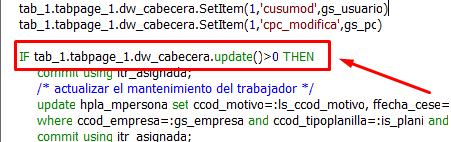 tab_1.tabpage_1.dw_cabecera.SetItem(1,'cusumod',gs_usuario)
tab_1.tabpage_1.dw_cabecera.SetItem(1,'cpc_modifica',gs_pc)
IF tab_1.tabpage_1.dw_cabecera.update()>0 THEN
commit using itr_asignada;
/* actualizar el mantenimiento del trabajador */
update hpla_mpersona set ccod_motivo=:ls_ccod_motivo, ffecha_cese=
where ccod_empresa=:gs_empresa and ccod_tipoplanilla=:is_plani and
commit using itr_asignada;